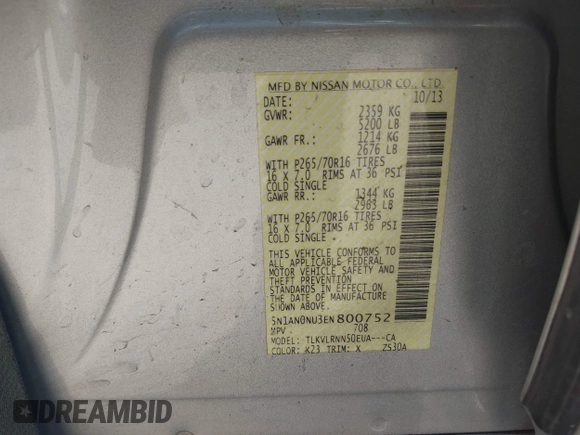 MFD BY NISSAN MOTOR CO., LTD.
DATE: 10/13
GVWR: 2359 KG
5200 LB
GAWR FR.: 1214 KG
2676 LB
WITH P265/70R16 TIRES
16 X 7.0 RIMS AT 36 PSI
COLD SINGLE
GAWR RR.: 1344 KG
2963 LB
WITH P265/70R16 TIRES
16 X 7.0 RIMS AT 36 PSI
COLD SINGLE
THIS VEHICLE CONFORMS TO
ALL APPLICABLE FEDERAL
MOTOR VEHICLE SAFETY AND
THEFT PREVENTION
STANDARDS IN EFFECT ON
THE DATE OF MANUFACTURE
SHOWN ABOVE.
5N1AN0NU3EN800752
MPV 708
MODEL: TLKVLRNN50EUA---CA
COLOR: K23 TRIM: X ZS30A
DREAMBID